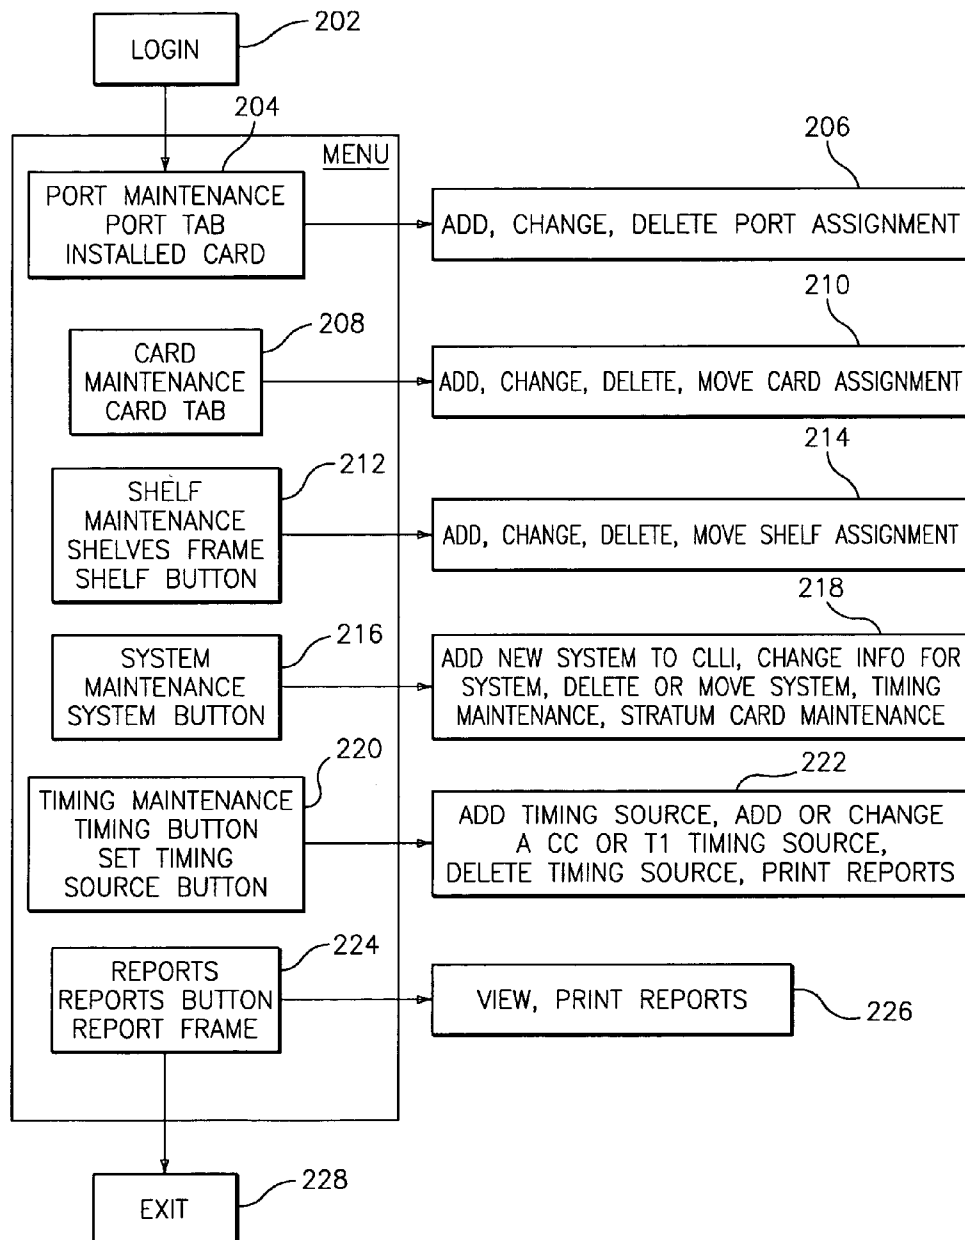 LOGIN
202
204
MENU
PORT MAINTENANCE
PORT TAB
INSTALLED CARD
206
ADD, CHANGE, DELETE PORT ASSIGNMENT
208
CARD
MAINTENANCE
CARD TAB
210
ADD, CHANGE, DELETE, MOVE CARD ASSIGNMENT
212
SHELF
MAINTENANCE
SHELVES FRAME
SHELF BUTTON
214
ADD, CHANGE, DELETE, MOVE SHELF ASSIGNMENT
216
SYSTEM
MAINTENANCE
SYSTEM BUTTON
218
ADD NEW SYSTEM TO CLLI, CHANGE INFO FOR
SYSTEM, DELETE OR MOVE SYSTEM, TIMING
MAINTENANCE, STRATUM CARD MAINTENANCE
220
TIMING MAINTENANCE
TIMING BUTTON
SET TIMING
SOURCE BUTTON
222
ADD TIMING SOURCE, ADD OR CHANGE
A CC OR T1 TIMING SOURCE,
DELETE TIMING SOURCE, PRINT REPORTS
224
REPORTS
REPORTS BUTTON
REPORT FRAME
VIEW, PRINT REPORTS
226
EXIT
228